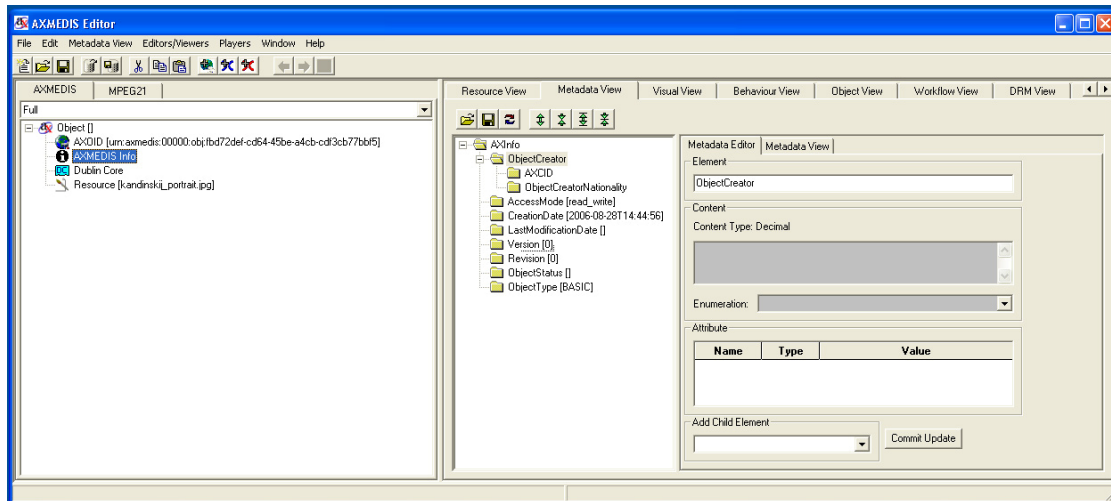 AXMEDIS Editor
File Edit Metadata View Editors/Viewers Players Window Help
AXMEDIS MPEG21
Full
Object []
AXOID [urn:axmedis:00000:obj:fbd72def-cd64-45be-a4cb-cdf3cb77bbf5]
AXMEDIS Info
Dublin Core
Resource [kandinskij_portrait.jpg]
Resource View Metadata View Visual View Behaviour View Object View Workflow View DRM View
AXInfo
ObjectCreator
AXCID
ObjectCreatorNationality
AccessMode [read_write]
CreationDate [2006-08-28T14:44:56]
LastModificationDate []
Version [0]
Revision [0]
ObjectStatus []
ObjectType [BASIC]
Metadata Editor Metadata View
Element
ObjectCreator
Content
Content Type: Decimal
Enumeration:
Attribute
Name Type Value
Add Child Element
Commit Update